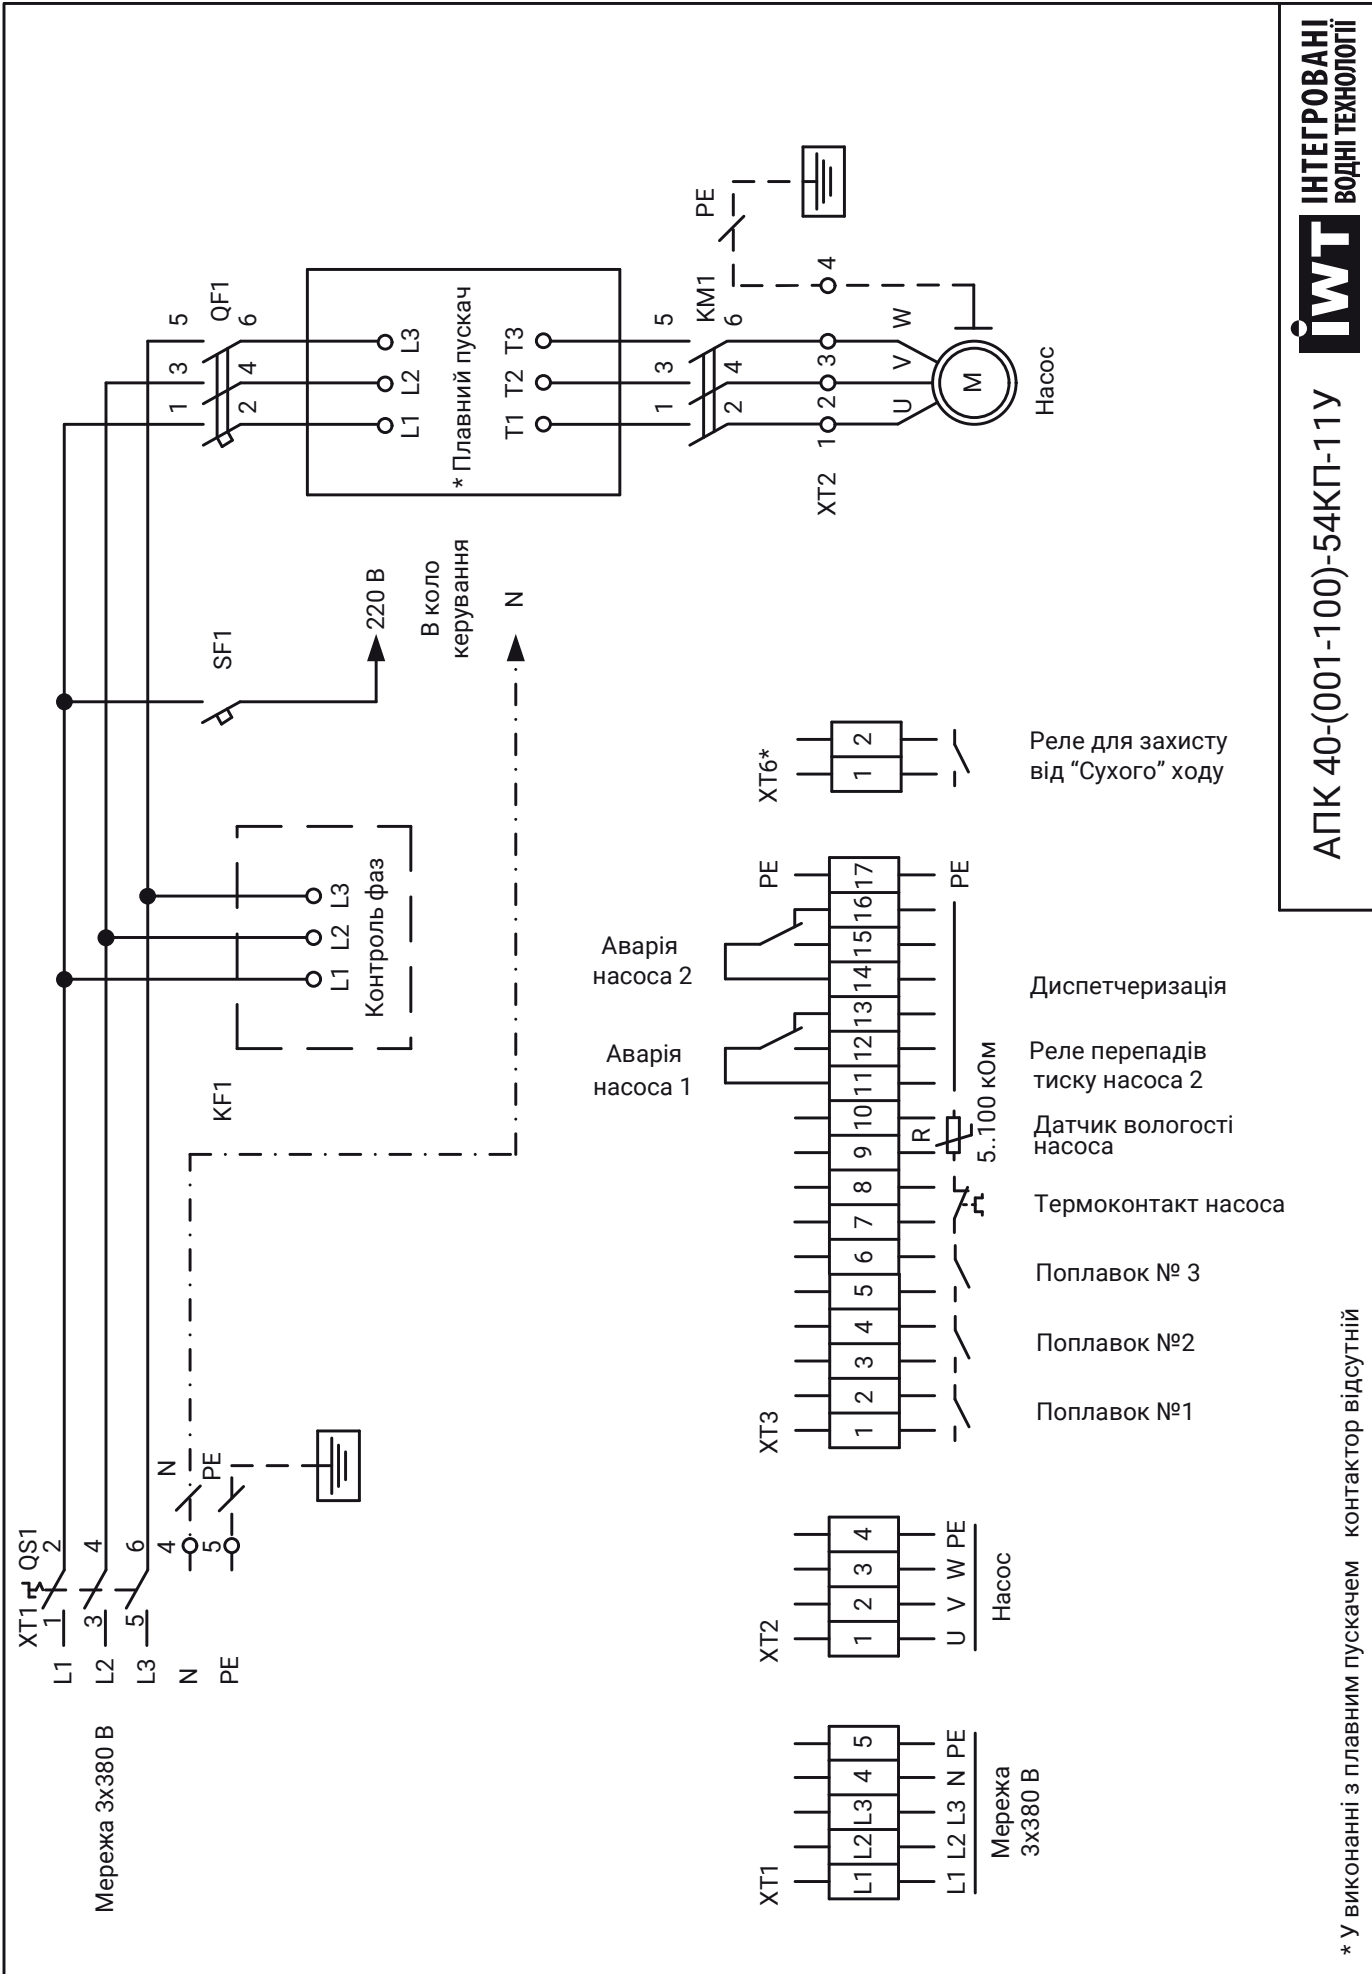 Мережа 3х380 В
L1
L2
L3
N
PE
XT1
QS1
1
2
3
4
5
6
4
N
5
PE
KF1
L1
L2
L3
Контроль фаз
SF1
220 В
В коло
керування
N
1
3
5
QF1
2
4
6
L1
L2
L3
* Плавний пускач
T1
T2
T3
1
3
5
KM1
2
4
6
PE
XT2
1
2
3
4
U
V
W
M
Насос
XT1
L1 L2 L3 4 5
L1 L2 L3 N PE
Мережа
3х380 В
XT2
1 2 3 4
U V W PE
Насос
XT3
1 2 3 4 5 6 7 8 9 10 11 12 13 14 15 16 17
PE
PE
R
5..100 кОм
Аварія
насоса 2
Аварія
насоса 1
XT6*
1 2
Реле для захисту
від “Сухого” ходу
Диспетчеризація
Реле перепадів
тиску насоса 2
Датчик вологості
насоса
Термоконтакт насоса
Поплавок № 3
Поплавок №2
Поплавок №1
* У виконанні з плавним пускачем контактор відсутній
АПК 40-(001-100)-54КП-11У
iWT
ІНТЕГРОВАНІ
ВОДНІ ТЕХНОЛОГІЇ